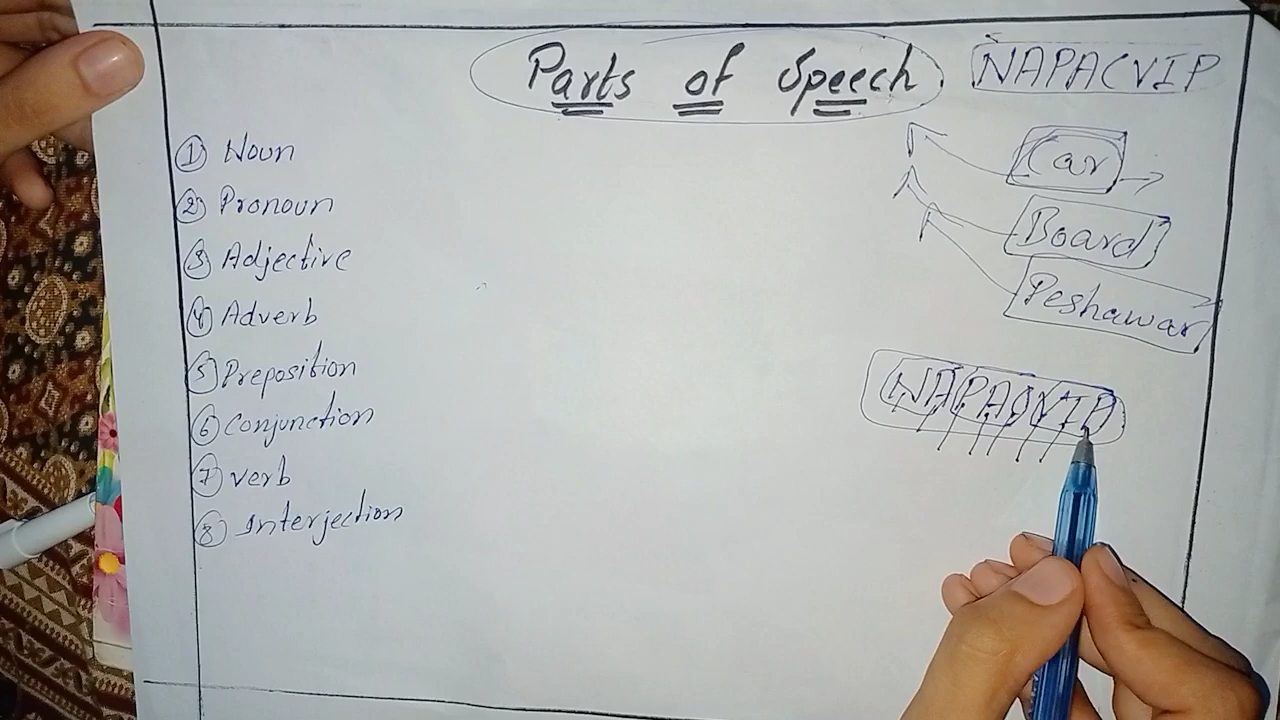 Parts of Speech
NAPACVIP
① Noun
② Pronoun
③ Adjective
④ Adverb
⑤ Preposition
⑥ Conjunction
⑦ verb
⑧ Interjection
Car
Board
Peshawar
NAPACVIP